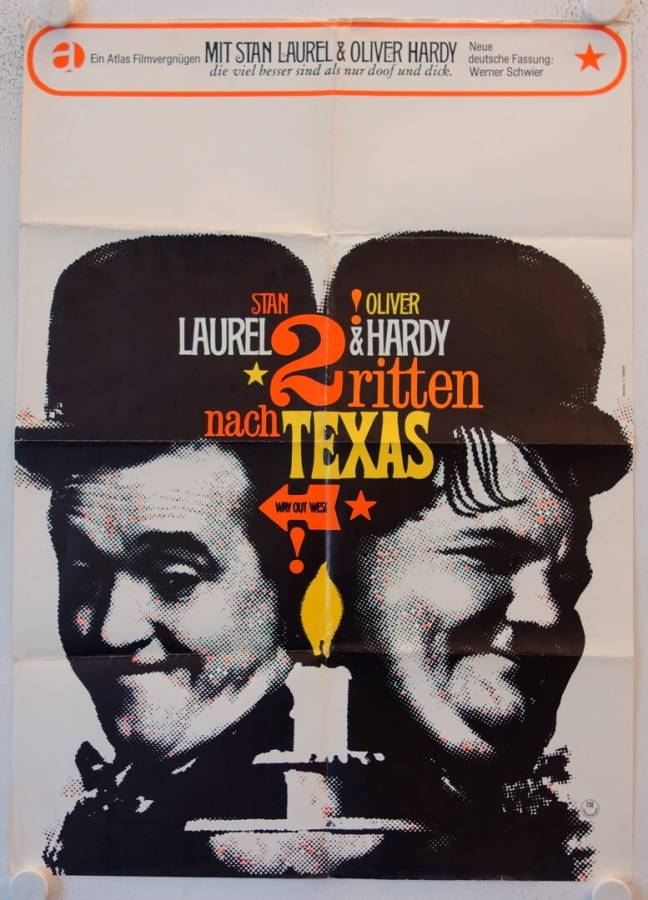 a Ein Atlas Filmvergnügen MIT STAN LAUREL & OLIVER HARDY
die viel besser sind als nur doof und dick.
Neue
deutsche Fassung:
Werner Schwier
STAN ! OLIVER
LAUREL & HARDY
2 ritten
nach TEXAS
WAY OUT WEST
!
FSK